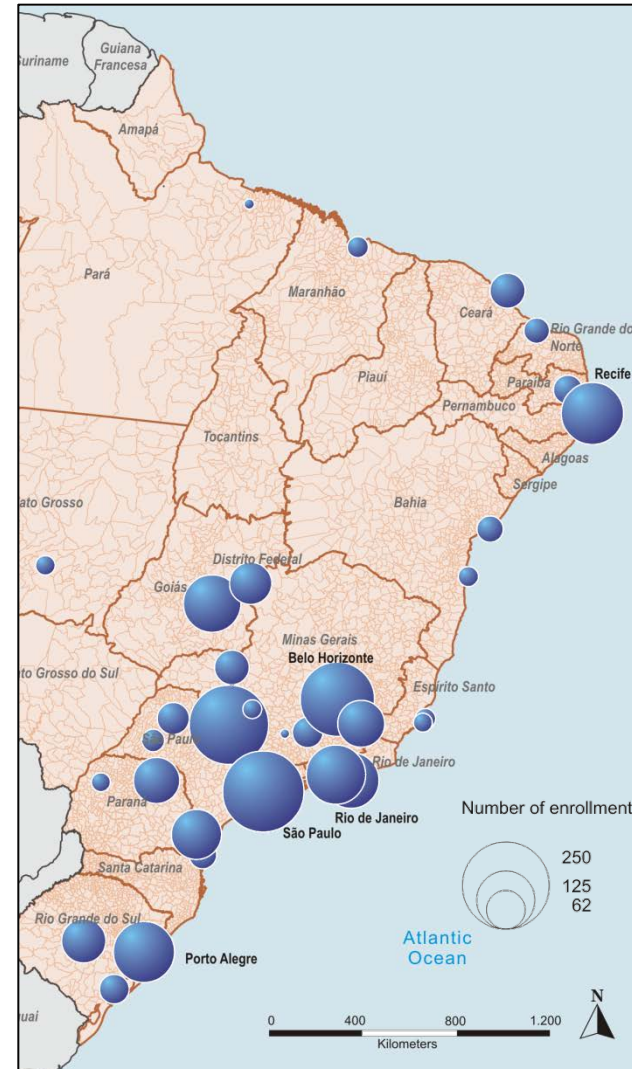 Suriname
Guiana
Francesa
Amapá
Pará
Maranhão
Ceará
Rio Grande do
Norte
Piauí
Paraíba
Recife
Pernambuco
Tocantins
Alagoas
Sergipe
ato Grosso
Bahia
Distrito Federal
Goiás
Minas Gerais
Belo Horizonte
ato Grosso do Sul
Espírito Santo
São Paulo
Rio de Janeiro
Paraná
Number of enrollment
Rio de Janeiro
São Paulo
250
125
62
Santa Catarina
Rio Grande do Sul
Atlantic
Ocean
Porto Alegre
N
uai
0 400 800 1.200
Kilometers